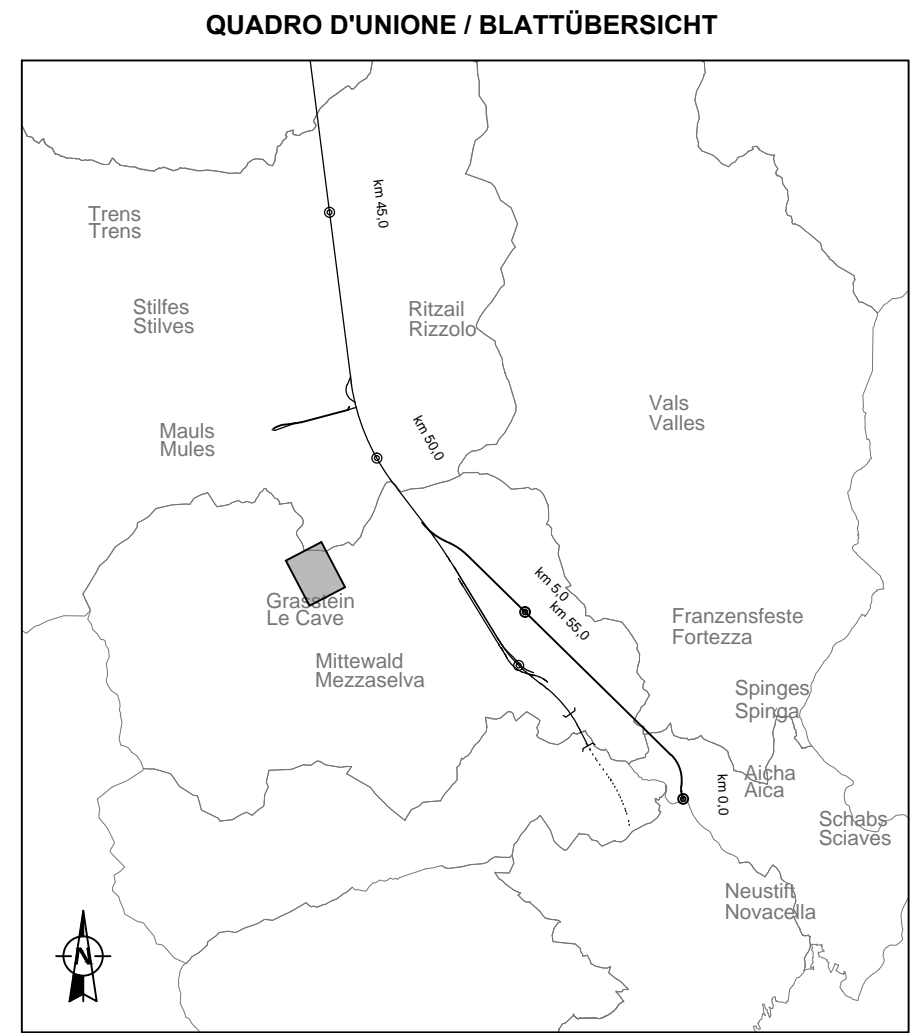 QUADRO D'UNIONE / BLATTÜBERSICHT
km 45,0
Trens
Trens
Stilfes
Stilves
Ritzail
Rizzolo
Vals
Valles
Mauls
Mules
km 50,0
km 5,0
km 55,0
Grasstein
Le Cave
Franzensfeste
Fortezza
Mittewald
Mezzaselva
Spinges
Spinga
Aicha
Aica
km 0,0
Schabs
Sciaves
Neustift
Novacella
N